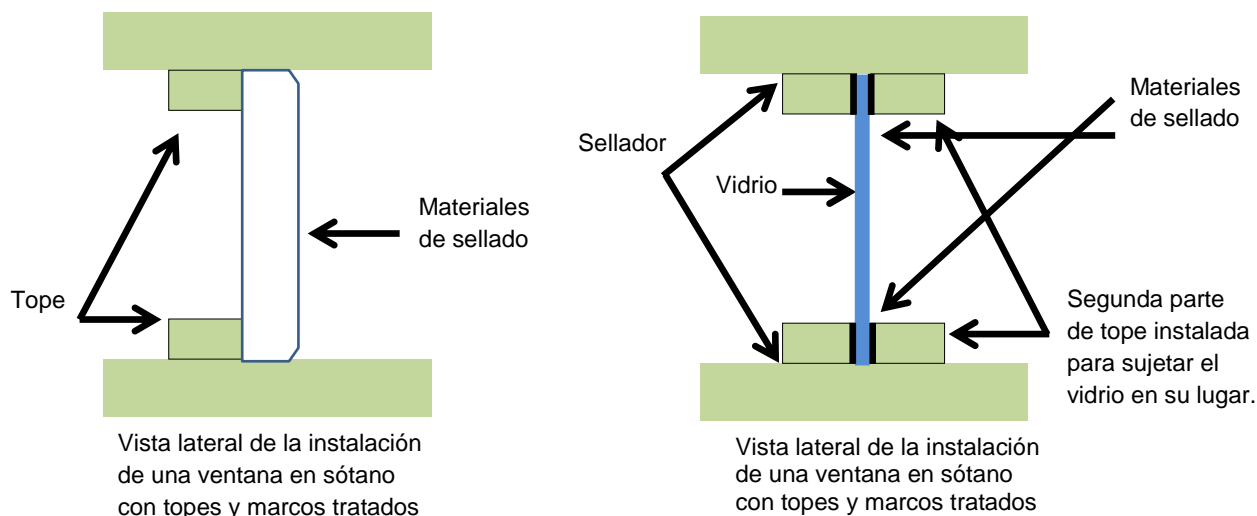 Tope
Materiales
de sellado
Vista lateral de la instalación
de una ventana en sótano
con topes y marcos tratados
Sellador
Vidrio
Materiales
de sellado
Segunda parte
de tope instalada
para sujetar el
vidrio en su lugar.
Vista lateral de la instalación
de una ventana en sótano
con topes y marcos tratados